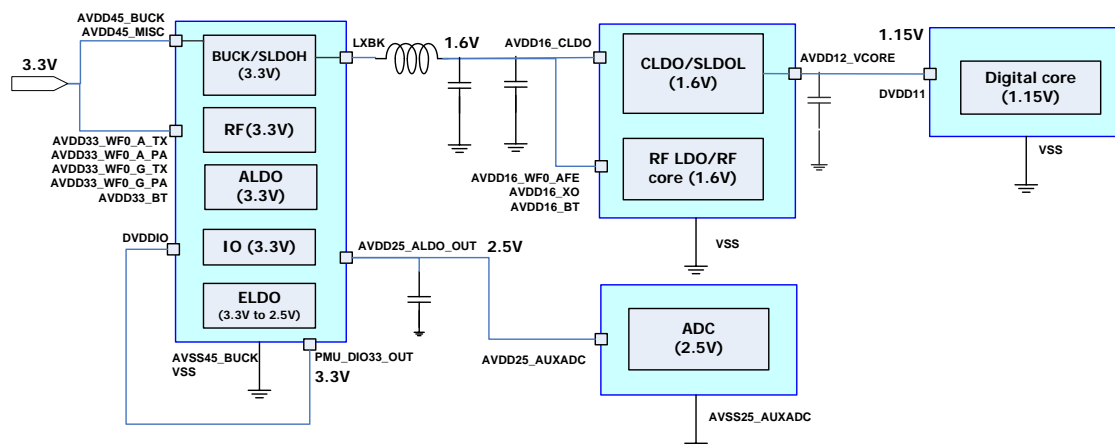 AVDD45_BUCK
AVDD45_MISC
3.3V
BUCK/SLDOH
(3.3V)
LXBK
1.6V
AVDD16_CLDO
CLDO/SLDOL
(1.6V)
AVDD12_VCORE
1.15V
DVDD11
Digital core
(1.15V)
VSS
RF(3.3V)
AVDD33_WF0_A_TX
AVDD33_WF0_A_PA
AVDD33_WF0_G_TX
AVDD33_WF0_G_PA
AVDD33_BT
ALDO
(3.3V)
RF LDO/RF
core (1.6V)
AVDD16_WF0_AFE
AVDD16_XO
AVDD16_BT
VSS
DVDDIO
IO (3.3V)
AVDD25_ALDO_OUT
2.5V
ELDO
(3.3V to 2.5V)
ADC
(2.5V)
AVDD25_AUXADC
AVSS45_BUCK
VSS
PMU_DIO33_OUT
3.3V
AVSS25_AUXADC